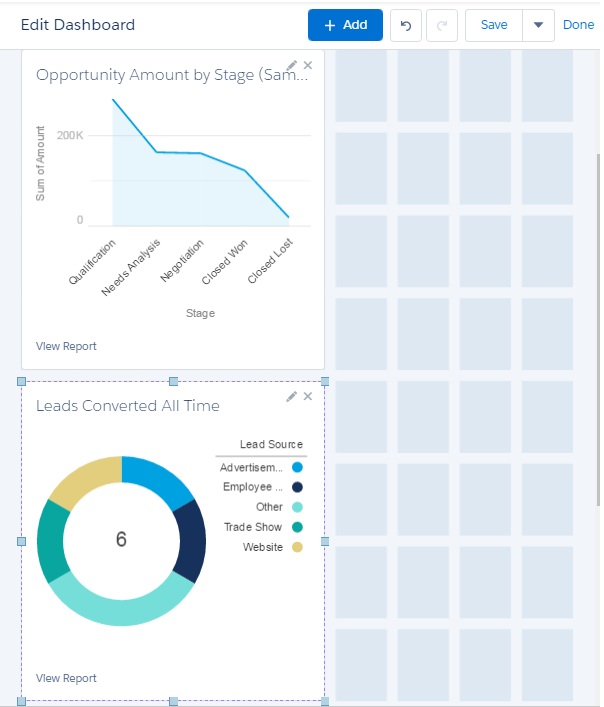 Edit Dashboard
+ Add
Save
Done
Opportunity Amount by Stage (Sam...
Sum of Amount
200K
0
Qualification
Needs Analysis
Negotiation
Closed Won
Closed Lost
Stage
View Report
Leads Converted All Time
Lead Source
Advertisem...
Employee ...
Other
Trade Show
Website
6
View Report